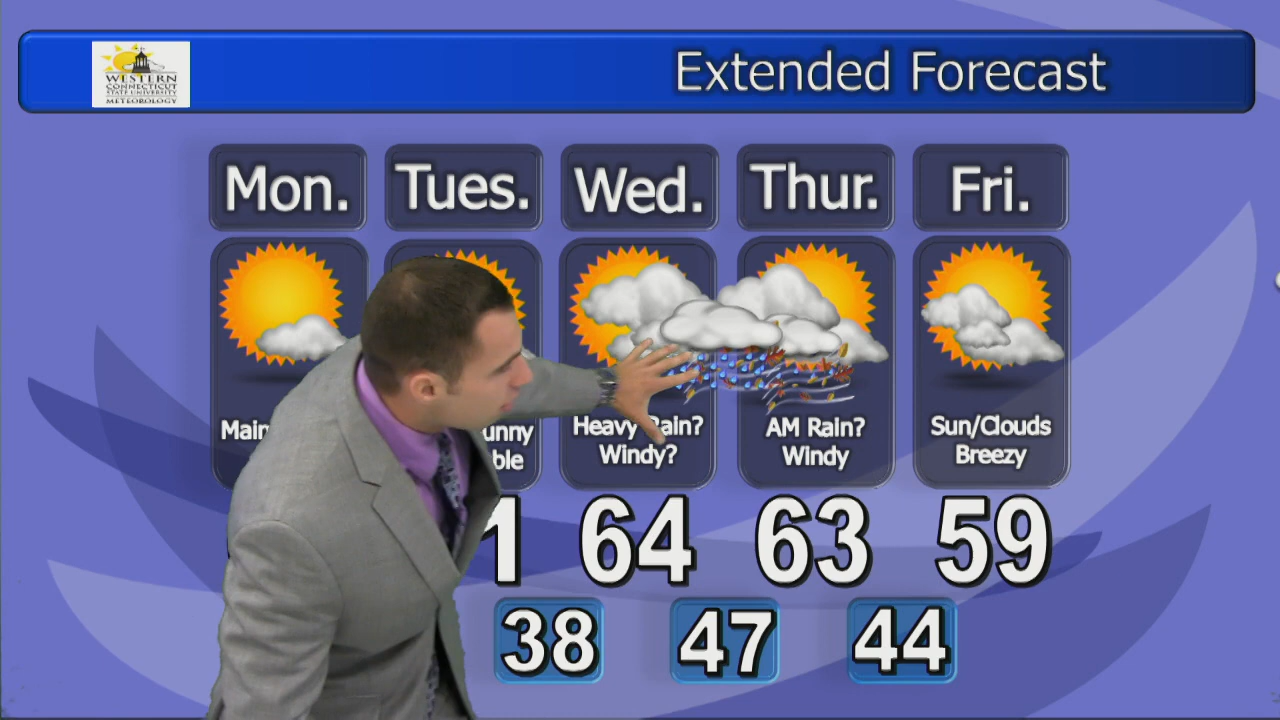 WESTERN
CONNECTICUT
STATE UNIVERSITY
METEOROLOGY
Extended Forecast
Mon.
Tues.
Wed.
Thur.
Fri.
Heavy Rain?
Windy?
AM Rain?
Windy
Sun/Clouds
Breezy
64
63
59
38
47
44